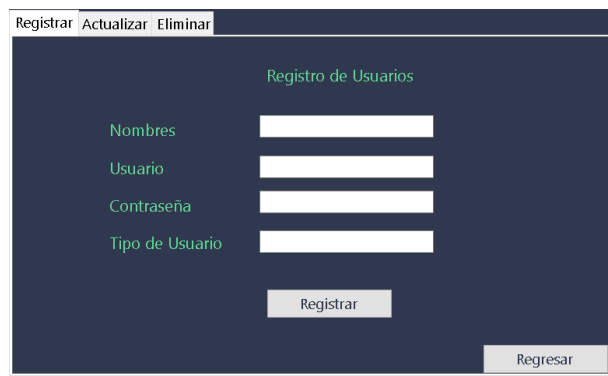 Registrar Actualizar Eliminar
Registro de Usuarios
Nombres
Usuario
Contraseña
Tipo de Usuario
Registrar
Regresar